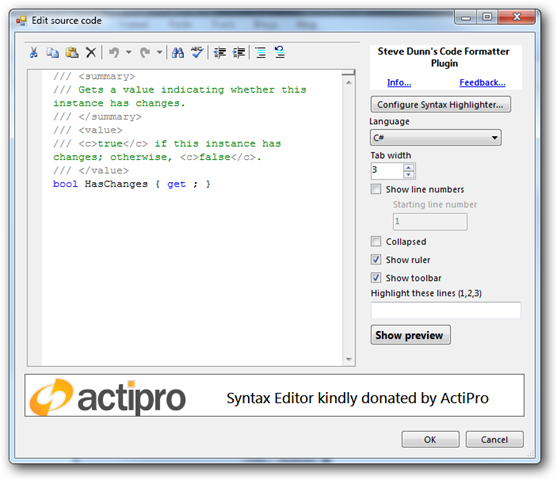 Edit source code
Steve Dunn's Code Formatter
Plugin
Info...
Feedback...
/// <summary>
/// Gets a value indicating whether this
instance has changes.
/// </summary>
/// <value>
/// <c>true</c> if this instance has
changes; otherwise, <c>false</c>.
/// </value>
bool HasChanges { get ; }
Configure Syntax Highlighter...
Language
C#
Tab width
3
Show line numbers
Starting line number
1
Collapsed
Show ruler
Show toolbar
Highlight these lines (1,2,3)
Show preview
actipro
Syntax Editor kindly donated by ActiPro
OK
Cancel